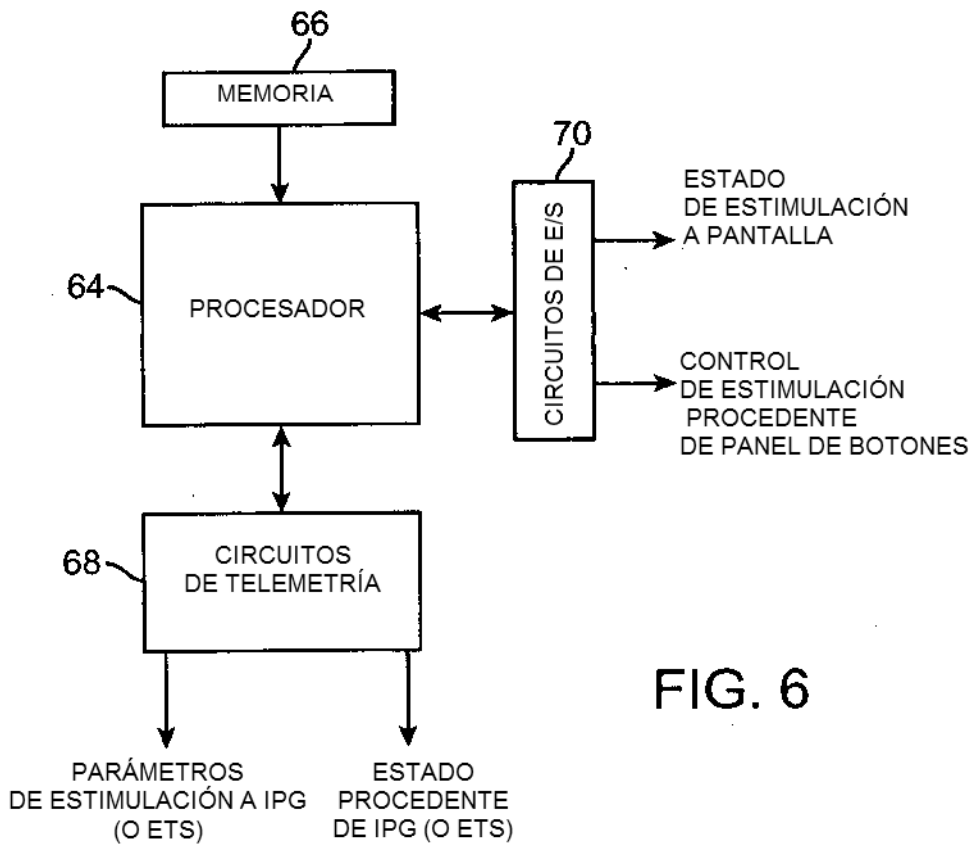 66
MEMORIA
70
64
PROCESADOR
CIRCUITOS DE E/S
ESTADO
DE ESTIMULACIÓN
A PANTALLA
CONTROL
DE ESTIMULACIÓN
PROCEDENTE
DE PANEL DE BOTONES
68
CIRCUITOS
DE TELEMETRÍA
PARÁMETROS
DE ESTIMULACIÓN A IPG
(O ETS)
ESTADO
PROCEDENTE
DE IPG (O ETS)
FIG. 6